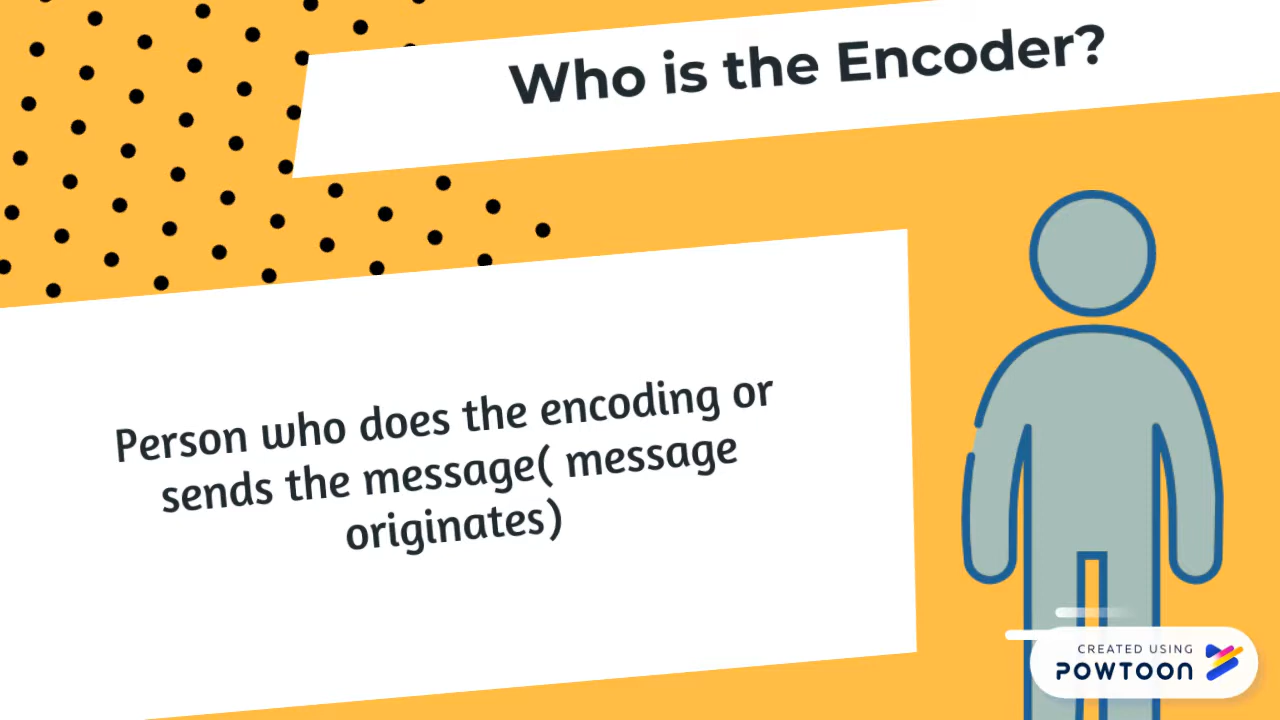 Who is the Encoder?
Person who does the encoding or
sends the message( message
originates)
CREATED USING
POWTOON